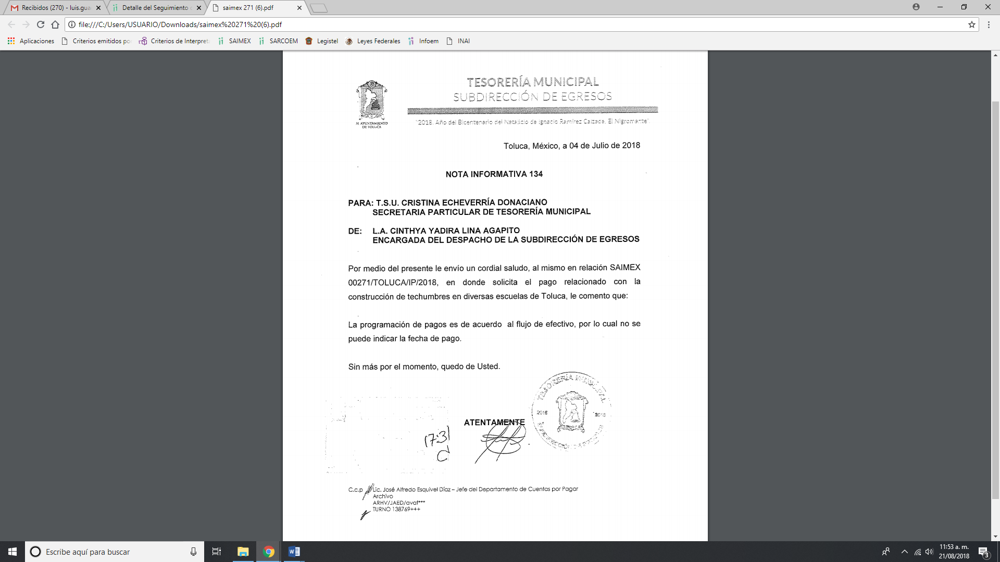 Recibidos (270) - luis.gua
Detalle del Seguimiento
saimex 271 (6).pdf
file:///C:/Users/USUARIO/Downloads/saimex%20271%20(6).pdf
Aplicaciones
Criterios emitidos po
Criterios de Interpret
SAIMEX
SARCOEM
Legistel
Leyes Federales
Infoem
INAI
TESORERÍA MUNICIPAL
SUBDIRECCIÓN DE EGRESOS
H. AYUNTAMIENTO
DE TOLUCA
"2018. Año del Bicentenario del Natalicio de Ignacio Ramírez Calzada, El Nigromante".
Toluca, México, a 04 de Julio de 2018
NOTA INFORMATIVA 134
PARA: T.S.U. CRISTINA ECHEVERRÍA DONACIANO
SECRETARIA PARTICULAR DE TESORERÍA MUNICIPAL
DE: L.A. CINTHYA YADIRA LINA AGAPITO
ENCARGADA DEL DESPACHO DE LA SUBDIRECCIÓN DE EGRESOS
Por medio del presente le envío un cordial saludo, al mismo en relación SAIMEX
00271/TOLUCA/IP/2018, en donde solicita el pago relacionado con la
construcción de techumbres en diversas escuelas de Toluca, le comento que:
La programación de pagos es de acuerdo al flujo de efectivo, por lo cual no se
puede indicar la fecha de pago.
Sin más por el momento, quedo de Usted.
TESORERÍA MUNICIPAL
2016 2018
SUBDIRECCIÓN DE EGRESOS
ATENTAMENTE
17:31
C.c.p Lic. José Alfredo Esquivel Díaz – Jefe del Departamento de Cuentas por Pagar
Archivo
ARHV/JAED/avaf***
TURNO 138769+++
Escribe aquí para buscar
11:53 a. m.
21/08/2018
3